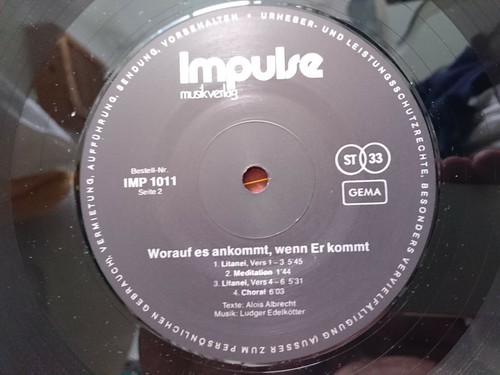 URHEBER- UND LEISTUNGSSCHUTZRECHTE, BESONDERS VERVIELFÄLTIGUNG (AUSSER ZUM PERSÖNLICHEN GEBRAUCH), VERMIETUNG, AUFFÜHRUNG, SENDUNG, VORBEHALTEN •
Impulse
musikverlag
Bestell-Nr.
IMP 1011
Seite 2
ST 33
GEMA
Worauf es ankommt, wenn Er kommt
1. Litanei, Vers 1–3 5'45
2. Meditation 1'44
3. Litanei, Vers 4–6 5'31
4. Choral 6'03
Texte: Alois Albrecht
Musik: Ludger Edelkötter